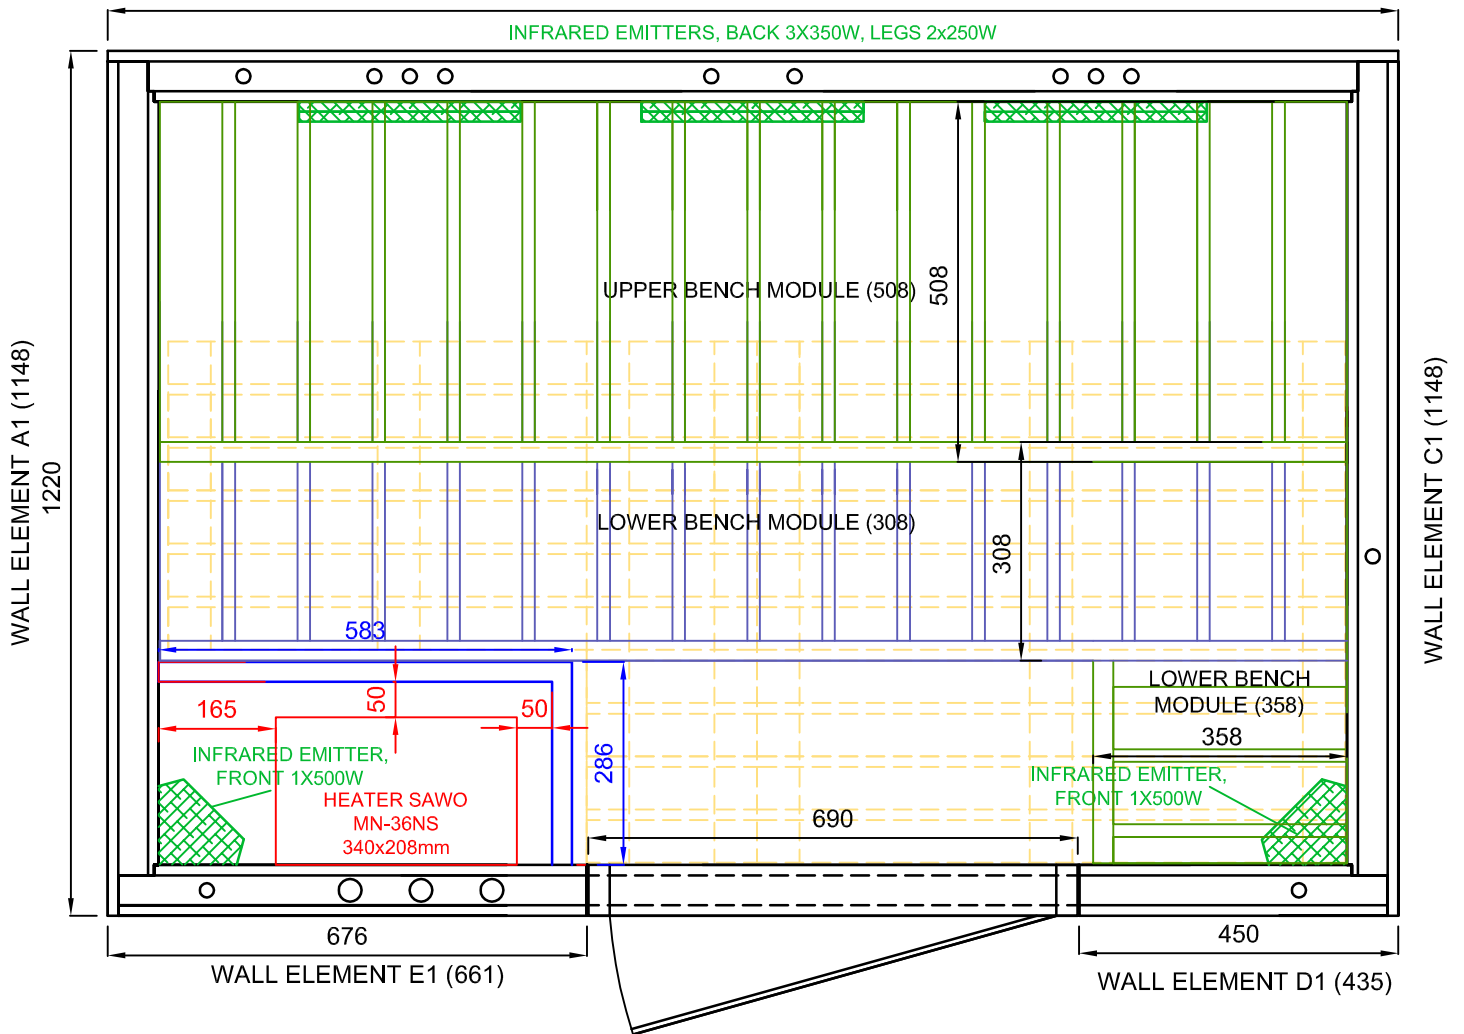 INFRARED EMITTERS, BACK 3X350W, LEGS 2x250W
UPPER BENCH MODULE (508)
508
WALL ELEMENT A1 (1148)
1220
WALL ELEMENT C1 (1148)
LOWER BENCH MODULE (308)
308
583
LOWER BENCH
MODULE (358)
358
165
50
50
286
INFRARED EMITTER,
FRONT 1X500W
HEATER SAWO
MN-36NS
340x208mm
INFRARED EMITTER,
FRONT 1X500W
690
676
WALL ELEMENT E1 (661)
450
WALL ELEMENT D1 (435)